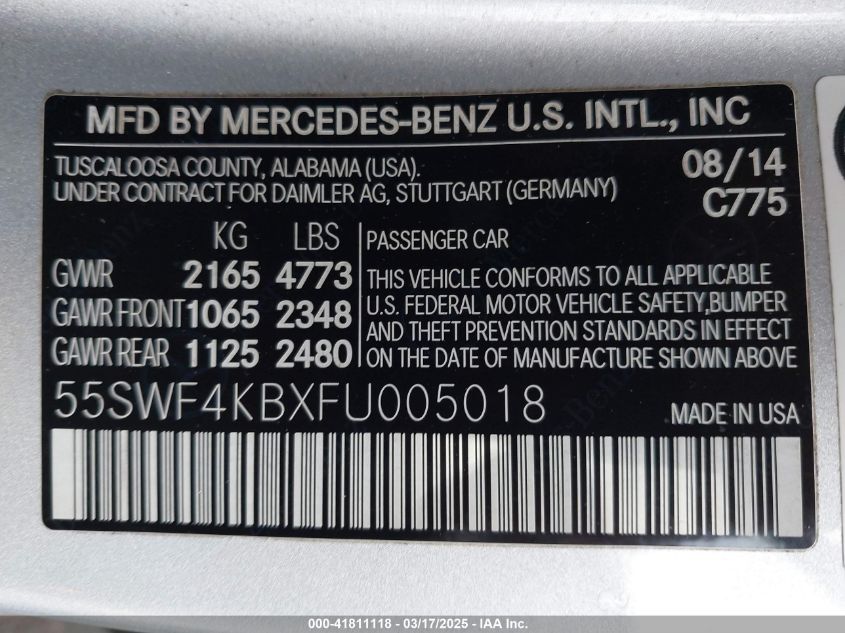 MFD BY MERCEDES-BENZ U.S. INTL., INC
TUSCALOOSA COUNTY, ALABAMA (USA).
UNDER CONTRACT FOR DAIMLER AG, STUTTGART (GERMANY)
08/14
C775
KG LBS
GVWR 2165 4773
GAWR FRONT 1065 2348
GAWR REAR 1125 2480
PASSENGER CAR
THIS VEHICLE CONFORMS TO ALL APPLICABLE
U.S. FEDERAL MOTOR VEHICLE SAFETY,BUMPER
AND THEFT PREVENTION STANDARDS IN EFFECT
ON THE DATE OF MANUFACTURE SHOWN ABOVE
55SWF4KBXFU005018
MADE IN USA
000-41811118 - 03/17/2025 - IAA Inc.